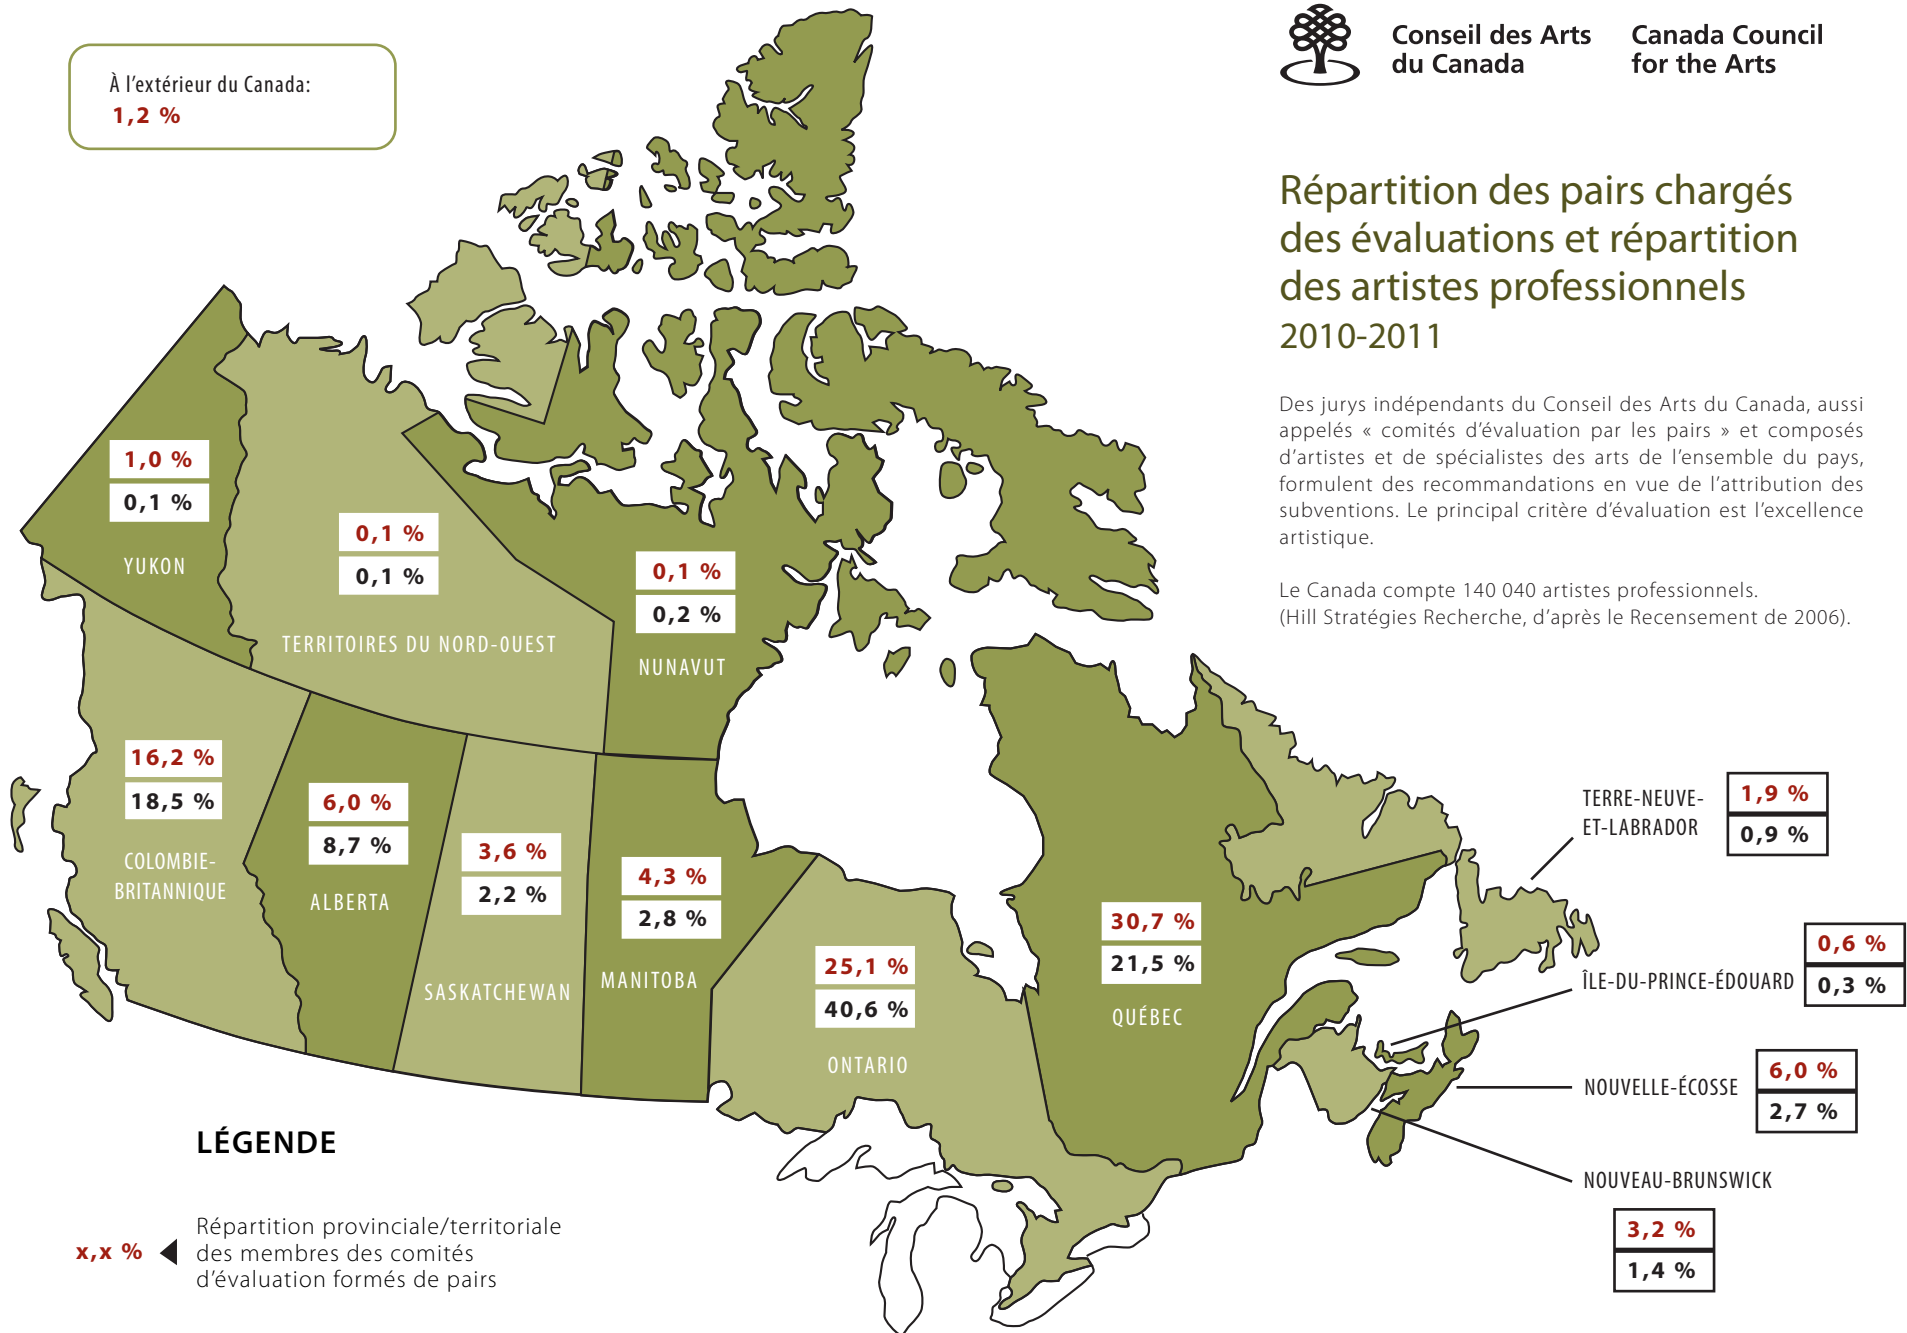 À l'extérieur du Canada:
1,2 %
Conseil des Arts
du Canada
Canada Council
for the Arts
Répartition des pairs chargés
des évaluations et répartition
des artistes professionnels
2010-2011
Des jurys indépendants du Conseil des Arts du Canada, aussi
appelés « comités d'évaluation par les pairs » et composés
d'artistes et de spécialistes des arts de l'ensemble du pays,
formulent des recommandations en vue de l'attribution des
subventions. Le principal critère d'évaluation est l'excellence
artistique.
Le Canada compte 140 040 artistes professionnels.
(Hill Stratégies Recherche, d'après le Recensement de 2006).
1,0 %
0,1 %
YUKON
0,1 %
0,1 %
TERRITOIRES DU NORD-OUEST
0,1 %
0,2 %
NUNAVUT
16,2 %
18,5 %
COLOMBIE-
BRITANNIQUE
6,0 %
8,7 %
ALBERTA
3,6 %
2,2 %
SASKATCHEWAN
4,3 %
2,8 %
MANITOBA
25,1 %
40,6 %
ONTARIO
30,7 %
21,5 %
QUÉBEC
TERRE-NEUVE-
ET-LABRADOR
1,9 %
0,9 %
ÎLE-DU-PRINCE-ÉDOUARD
0,6 %
0,3 %
NOUVELLE-ÉCOSSE
6,0 %
2,7 %
NOUVEAU-BRUNSWICK
3,2 %
1,4 %
LÉGENDE
x,x %
Répartition provinciale/territoriale
des membres des comités
d'évaluation formés de pairs